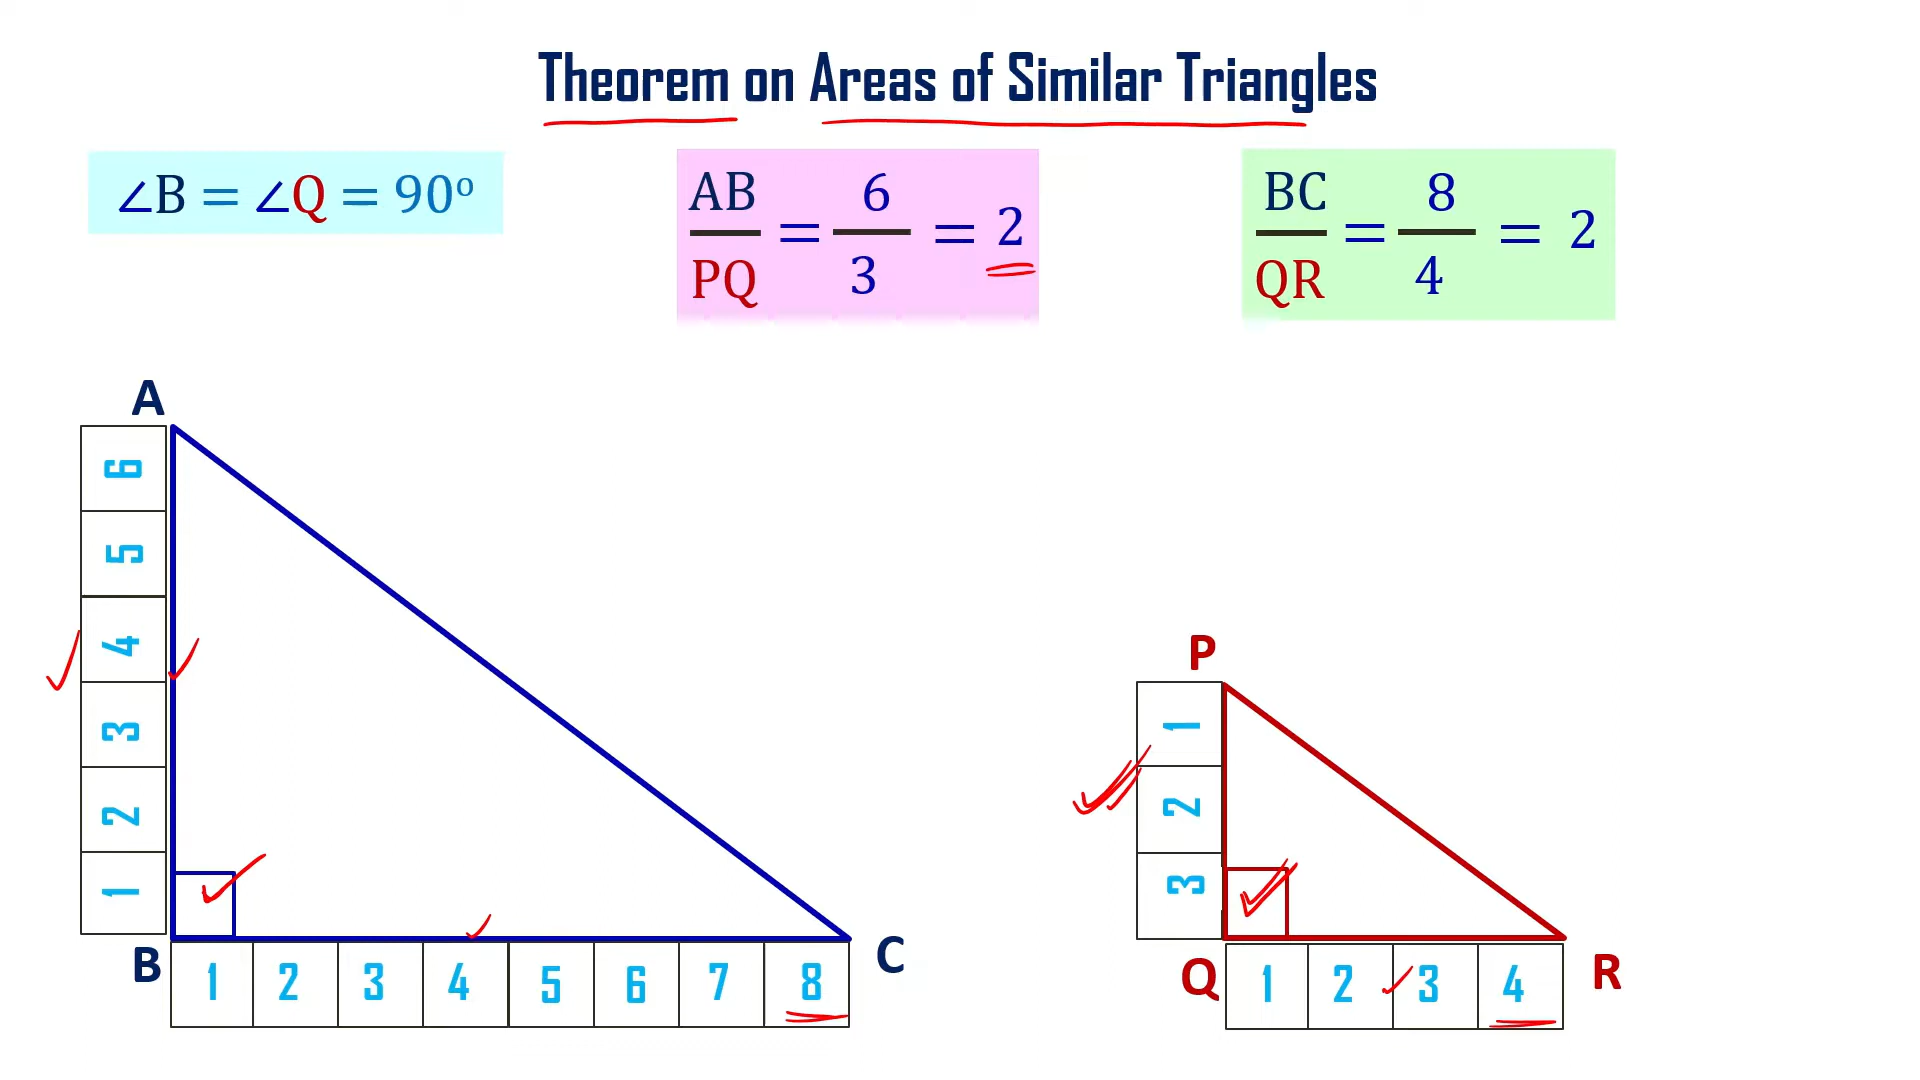 Theorem on Areas of Similar Triangles
∠B = ∠Q = 90°
AB/PQ = 6/3 = 2
BC/QR = 8/4 = 2
A
6
5
4
3
2
1
B
1 2 3 4 5 6 7 8
C
P
1
2
3
Q
1 2 3 4
R